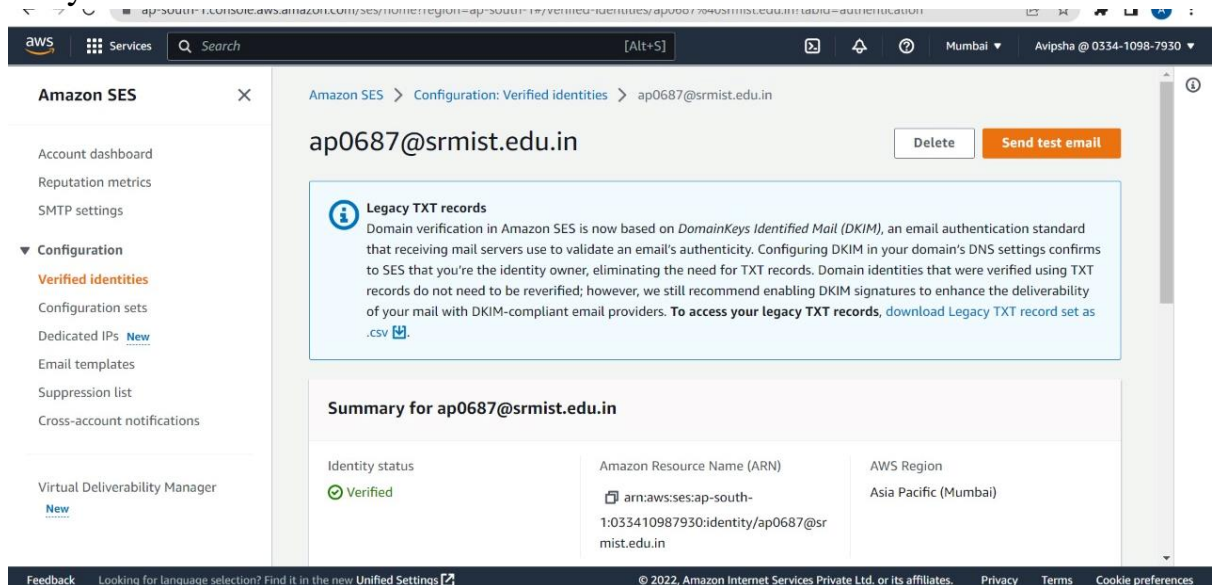 ap-south-1.console.aws.amazon.com/ses/home?region=ap-south-1#/verified-identities/ap0687%40srmist.edu.in?tabId=authentication
aws Services Search [Alt+S] Mumbai ▼ Avipsha @ 0334-1098-7930 ▼
Amazon SES
Account dashboard
Reputation metrics
SMTP settings
▼ Configuration
Verified identities
Configuration sets
Dedicated IPs New
Email templates
Suppression list
Cross-account notifications
Virtual Deliverability Manager
New
Amazon SES > Configuration: Verified identities > ap0687@srmist.edu.in
ap0687@srmist.edu.in
Delete Send test email
Legacy TXT records
Domain verification in Amazon SES is now based on DomainKeys Identified Mail (DKIM), an email authentication standard
that receiving mail servers use to validate an email's authenticity. Configuring DKIM in your domain's DNS settings confirms
to SES that you're the identity owner, eliminating the need for TXT records. Domain identities that were verified using TXT
records do not need to be reverified; however, we still recommend enabling DKIM signatures to enhance the deliverability
of your mail with DKIM-compliant email providers. To access your legacy TXT records, download Legacy TXT record set as
.csv.
Summary for ap0687@srmist.edu.in
Identity status
Verified
Amazon Resource Name (ARN)
arn:aws:ses:ap-south-
1:033410987930:identity/ap0687@sr
mist.edu.in
AWS Region
Asia Pacific (Mumbai)
Feedback Looking for language selection? Find it in the new Unified Settings © 2022, Amazon Internet Services Private Ltd. or its affiliates. Privacy Terms Cookie preferences